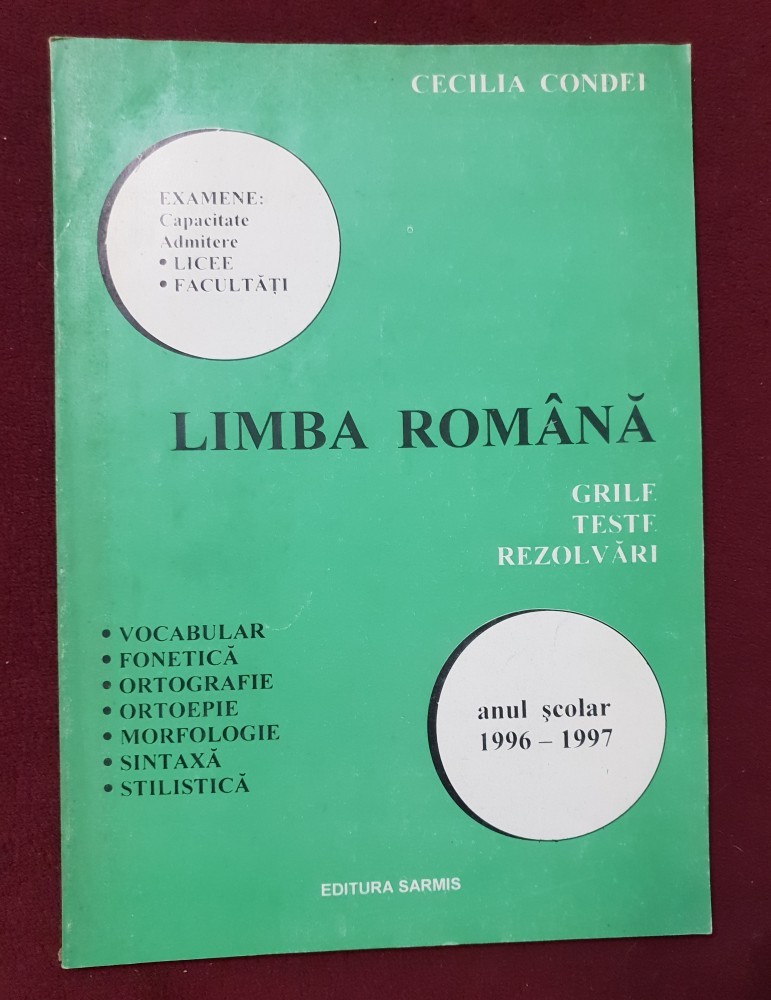 CECILIA CONDEI
EXAMENE:
Capacitate
Admitere
• LICEE
• FACULTĂȚI
LIMBA ROMÂNĂ
GRILE
TESTE
REZOLVĂRI
• VOCABULAR
• FONETICĂ
• ORTOGRAFIE
• ORTOEPIE
• MORFOLOGIE
• SINTAXĂ
• STILISTICĂ
anul şcolar
1996 – 1997
EDITURA SARMIS